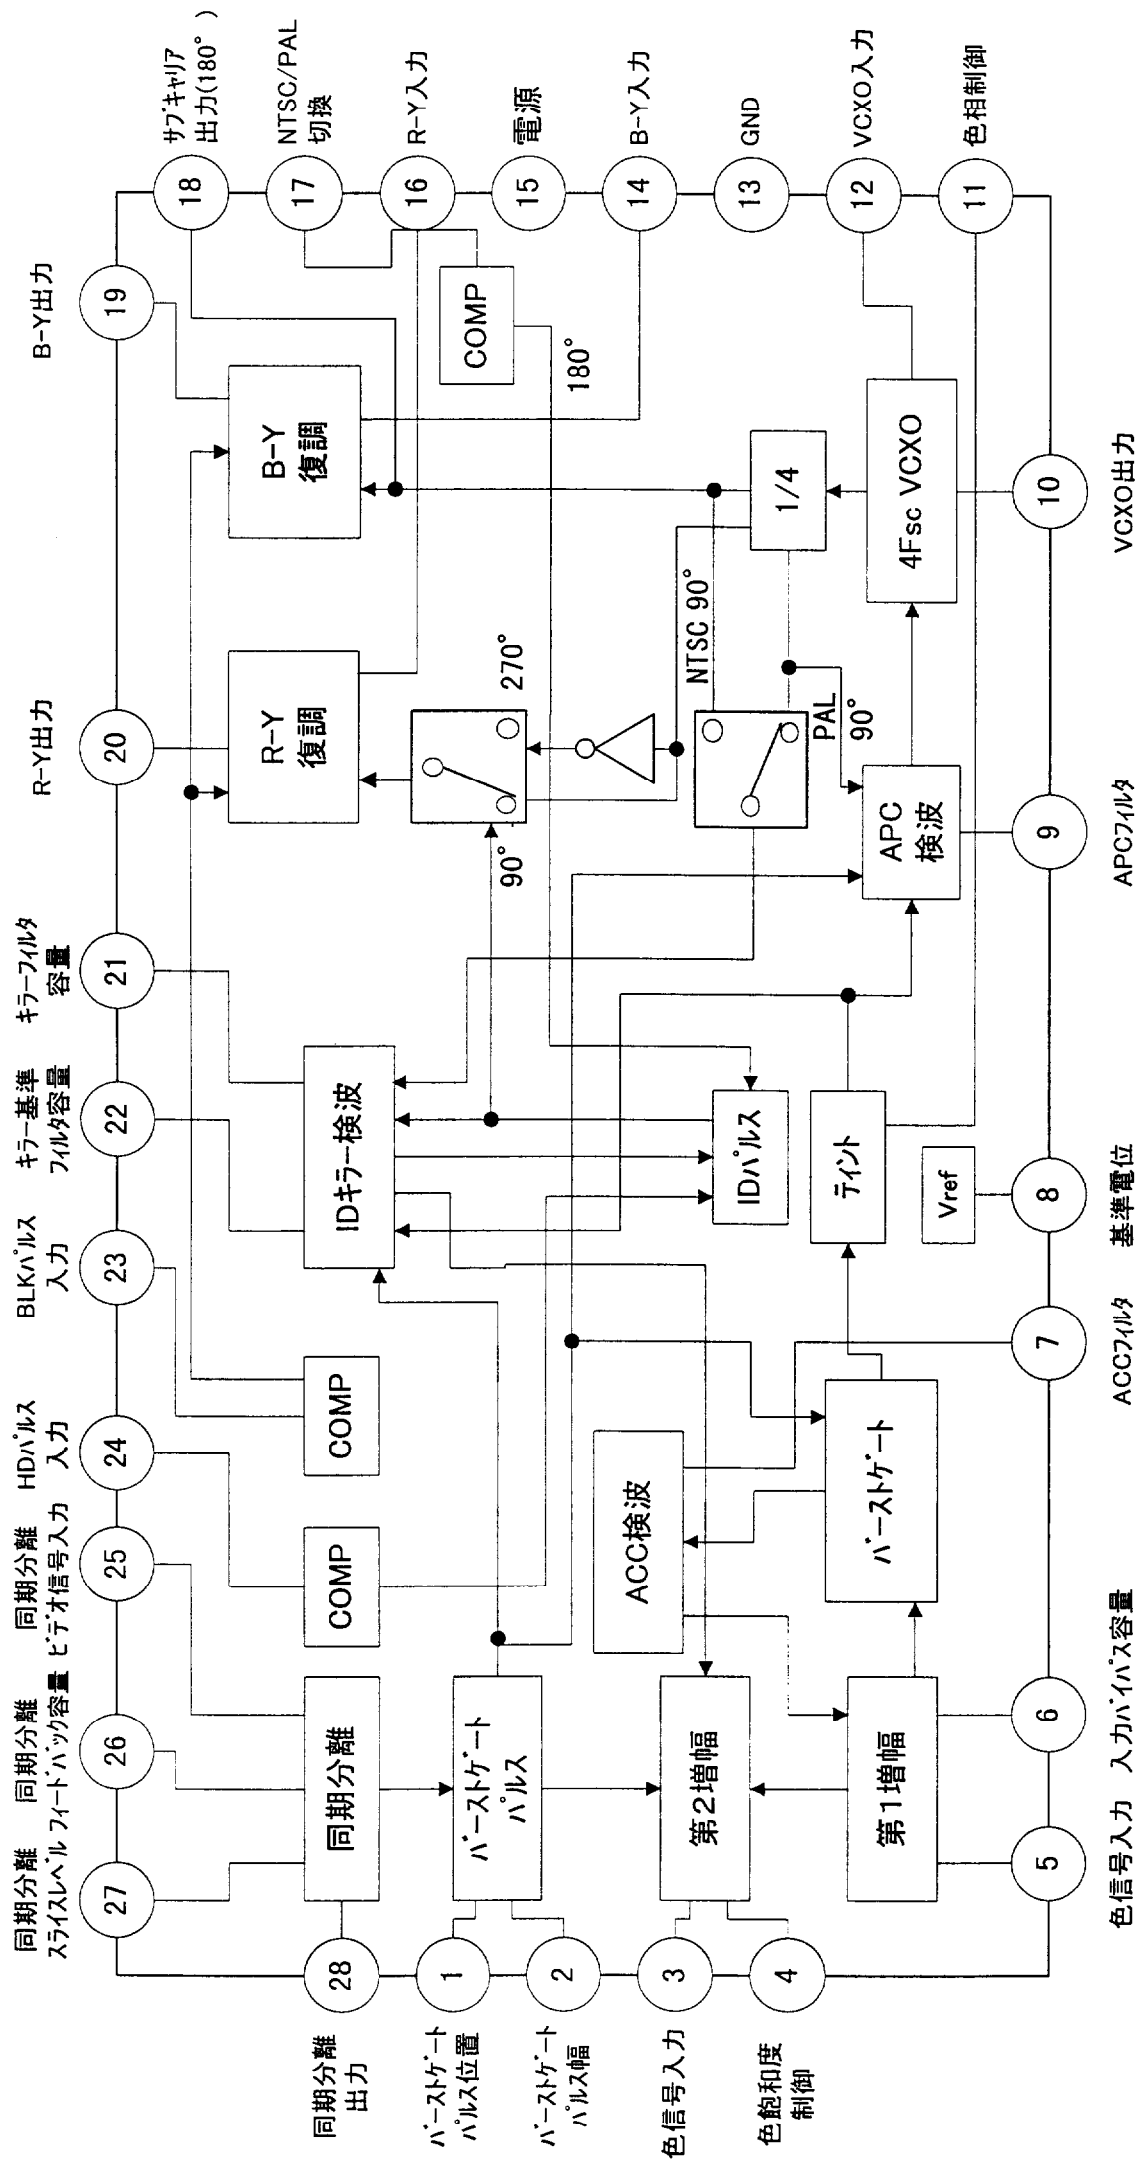 同期分離
スライスレベル
27
同期分離
フィードバック容量
26
同期分離
ビデオ信号入力
25
HDパルス
入力
24
BLKパルス
入力
23
キラー基準
フィルタ容量
22
キラーフィルタ
容量
21
R-Y出力
20
B-Y出力
19
サブキャリア
出力(180°)
18
NTSC/PAL
切換
17
R-Y入力
16
電源
15
B-Y入力
14
GND
13
VCXO入力
12
色相制御
11
同期分離
出力
28
バーストゲート
パルス位置
1
バーストゲート
パルス幅
2
色信号入力
3
色飽和度
制御
4
同期分離
COMP
COMP
IDキラー検波
R-Y
復調
B-Y
復調
COMP
バーストゲート
パルス
90°
270°
180°
第2増幅
ACC検波
IDパルス
NTSC 90°
1/4
第1増幅
バーストゲート
ティント
PAL
90°
APC
検波
4Fsc VCXO
Vref
5
色信号入力
6
入力バイパス容量
7
ACCフィルタ
8
基準電位
9
APCフィルタ
10
VCXO出力